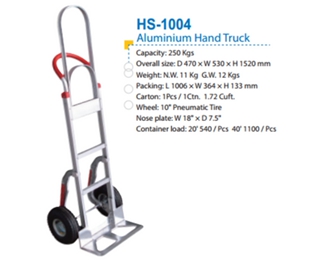 HS-1004
Aluminium Hand Truck
Capacity: 250 Kgs
Overall size: D 470 × W 530 × H 1520 mm
Weight: N.W. 11 Kg G.W. 12 Kgs
Packing: L 1006 × W 364 × H 133 mm
Carton: 1Pcs / 1Ctn. 1.72 Cuft.
Wheel: 10" Pneumatic Tire
Nose plate: W 18" × D 7.5"
Container load: 20' 540 / Pcs 40' 1100 / Pcs